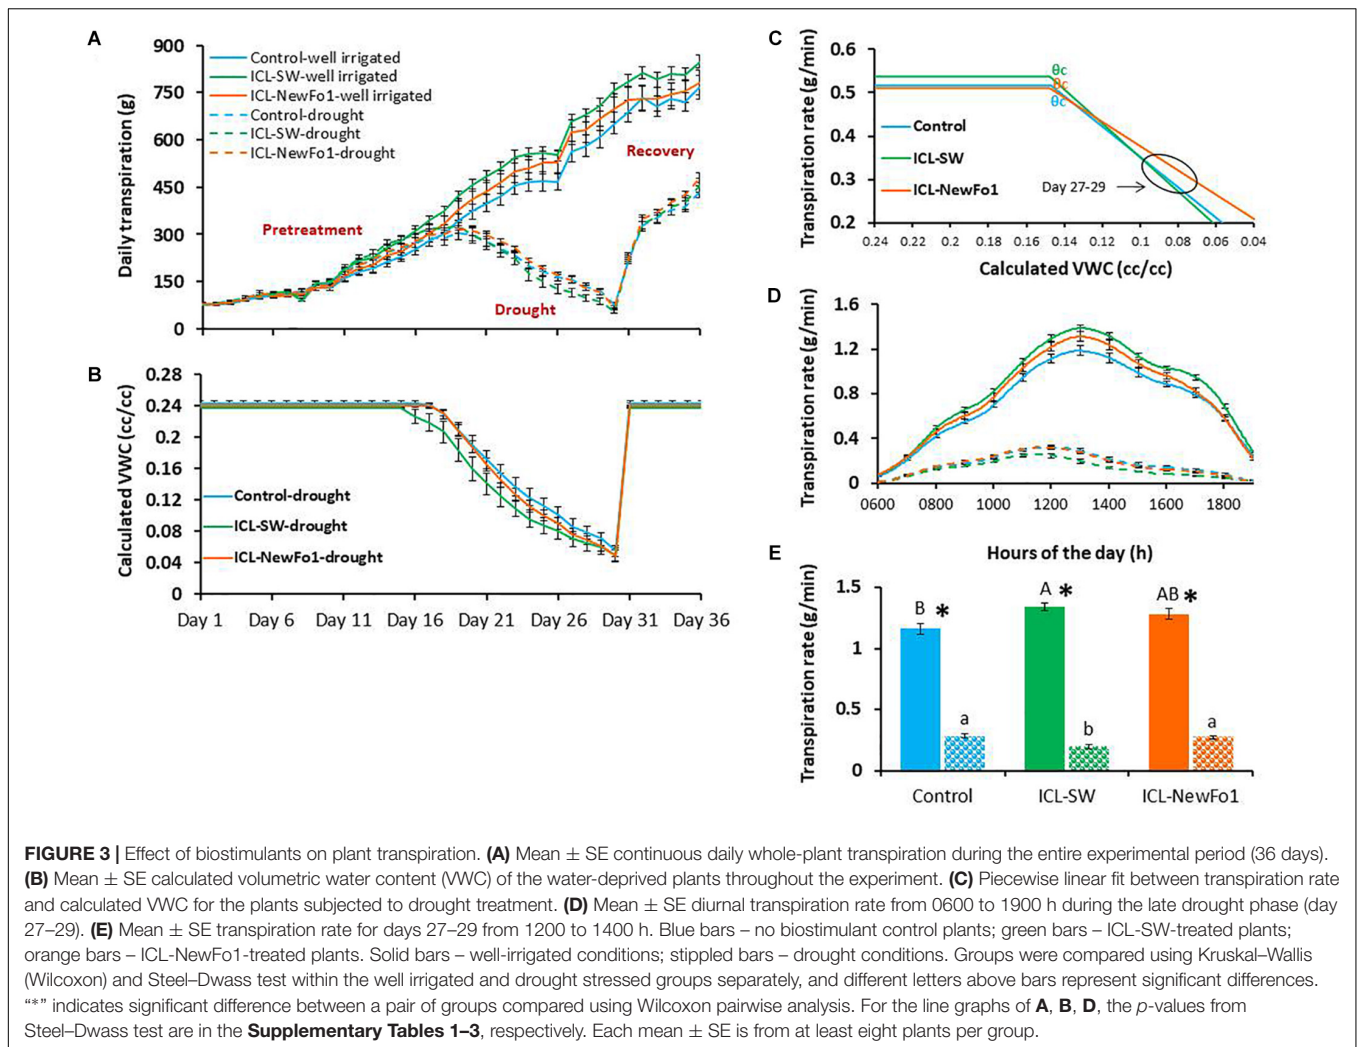 A
Daily transpiration (g)
900
750
600
450
300
150
0
Control-well irrigated
ICL-SW-well irrigated
ICL-NewFo1-well irrigated
Control-drought
ICL-SW-drought
ICL-NewFo1-drought
Pretreatment
Drought
Recovery
B
Calculated VWC (cc/cc)
0.28
0.24
0.2
0.16
0.12
0.08
0.04
0
Control-drought
ICL-SW-drought
ICL-NewFo1-drought
Day 1 Day 6 Day 11 Day 16 Day 21 Day 26 Day 31 Day 36
C
Transpiration rate (g/min)
0.6
0.5
0.4
0.3
0.2
θc
θc
θc
Control
ICL-SW
ICL-NewFo1
Day 27-29
0.24 0.22 0.2 0.18 0.16 0.14 0.12 0.1 0.08 0.06 0.04
Calculated VWC (cc/cc)
D
Transpiration rate (g/min)
1.6
1.2
0.8
0.4
0
0600 0800 1000 1200 1400 1600 1800
Hours of the day (h)
E
Transpiration rate (g/min)
1.5
1
0.5
0
B *
a
A *
b
AB *
a
Control ICL-SW ICL-NewFo1
FIGURE 3 | Effect of biostimulants on plant transpiration. (A) Mean ± SE continuous daily whole-plant transpiration during the entire experimental period (36 days).
(B) Mean ± SE calculated volumetric water content (VWC) of the water-deprived plants throughout the experiment. (C) Piecewise linear fit between transpiration rate
and calculated VWC for the plants subjected to drought treatment. (D) Mean ± SE diurnal transpiration rate from 0600 to 1900 h during the late drought phase (day
27–29). (E) Mean ± SE transpiration rate for days 27–29 from 1200 to 1400 h. Blue bars – no biostimulant control plants; green bars – ICL-SW-treated plants;
orange bars – ICL-NewFo1-treated plants. Solid bars – well-irrigated conditions; stippled bars – drought conditions. Groups were compared using Kruskal–Wallis
(Wilcoxon) and Steel–Dwass test within the well irrigated and drought stressed groups separately, and different letters above bars represent significant differences.
“*” indicates significant difference between a pair of groups compared using Wilcoxon pairwise analysis. For the line graphs of A, B, D, the p-values from
Steel–Dwass test are in the Supplementary Tables 1–3, respectively. Each mean ± SE is from at least eight plants per group.